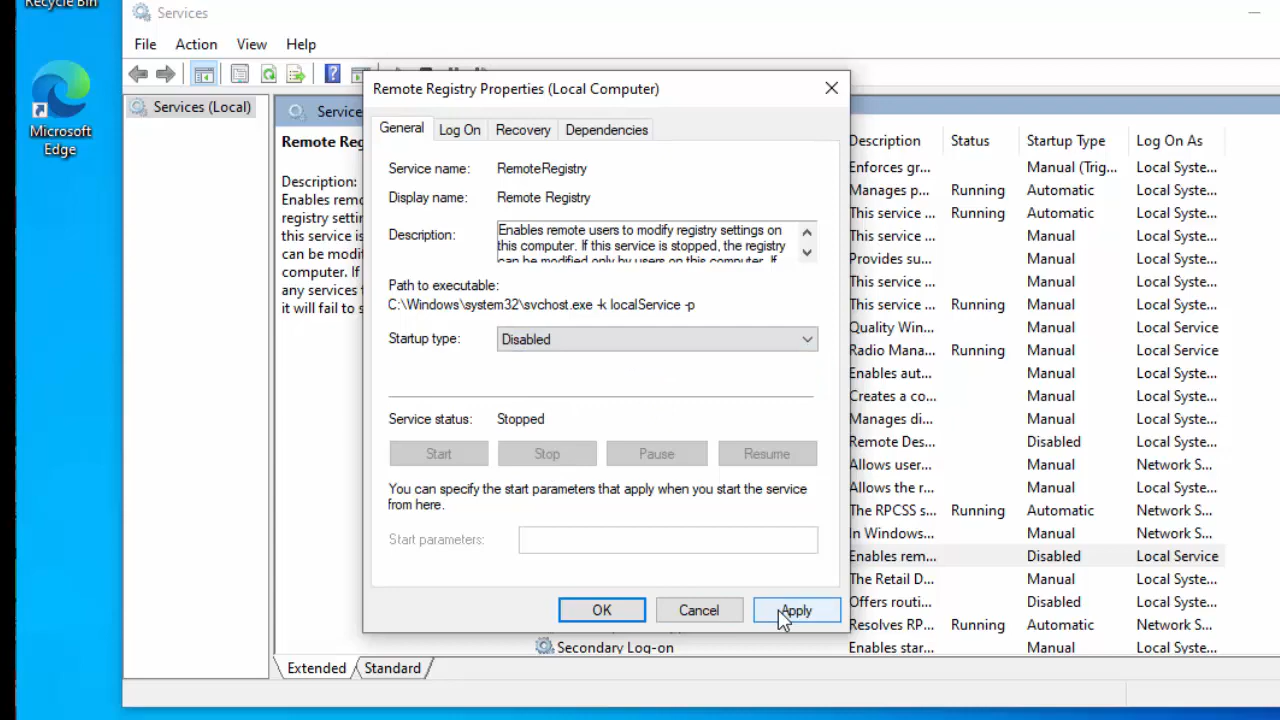 Recycle Bin
Services
File Action View Help
Microsoft
Edge
Services (Local)
Service
Remote Reg
Description:
Enables remo
registry settin
this service is
can be modif
computer. If
any services
it will fail to s
Remote Registry Properties (Local Computer)
General Log On Recovery Dependencies
Service name: RemoteRegistry
Display name: Remote Registry
Description: Enables remote users to modify registry settings on
this computer. If this service is stopped, the registry
can be modified only by users on this computer. If
Path to executable:
C:\Windows\system32\svchost.exe -k localService -p
Startup type: Disabled
Service status: Stopped
Start Stop Pause Resume
You can specify the start parameters that apply when you start the service
from here.
Start parameters:
OK Cancel Apply
Description Status Startup Type Log On As
Enforces gr... Manual (Trig... Local Syste...
Manages p... Running Automatic Local Syste...
This service ... Running Automatic Local Syste...
This service ... Manual Local Syste...
Provides su... Manual Local Syste...
This service ... Manual Local Syste...
This service ... Running Manual Local Syste...
Quality Win... Manual Local Service
Radio Mana... Running Manual Local Service
Enables aut... Manual Local Syste...
Creates a co... Manual Local Syste...
Manages di... Manual Local Syste...
Remote Des... Disabled Local Syste...
Allows user... Manual Network S...
Allows the r... Manual Local Syste...
The RPCSS s... Running Automatic Network S...
In Windows... Manual Network S...
Enables rem... Disabled Local Service
The Retail D... Manual Local Syste...
Offers routi... Disabled Local Syste...
Resolves RP... Running Automatic Network S...
Secondary Log-on Enables star... Manual Local Syste...
Extended Standard